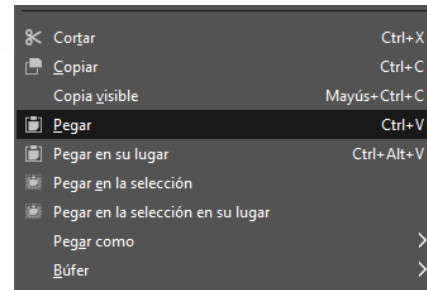 Cortar Ctrl+X
Copiar Ctrl+C
Copia visible Mayús+Ctrl+C
Pegar Ctrl+V
Pegar en su lugar Ctrl+Alt+V
Pegar en la selección
Pegar en la selección en su lugar
Pegar como
Búfer